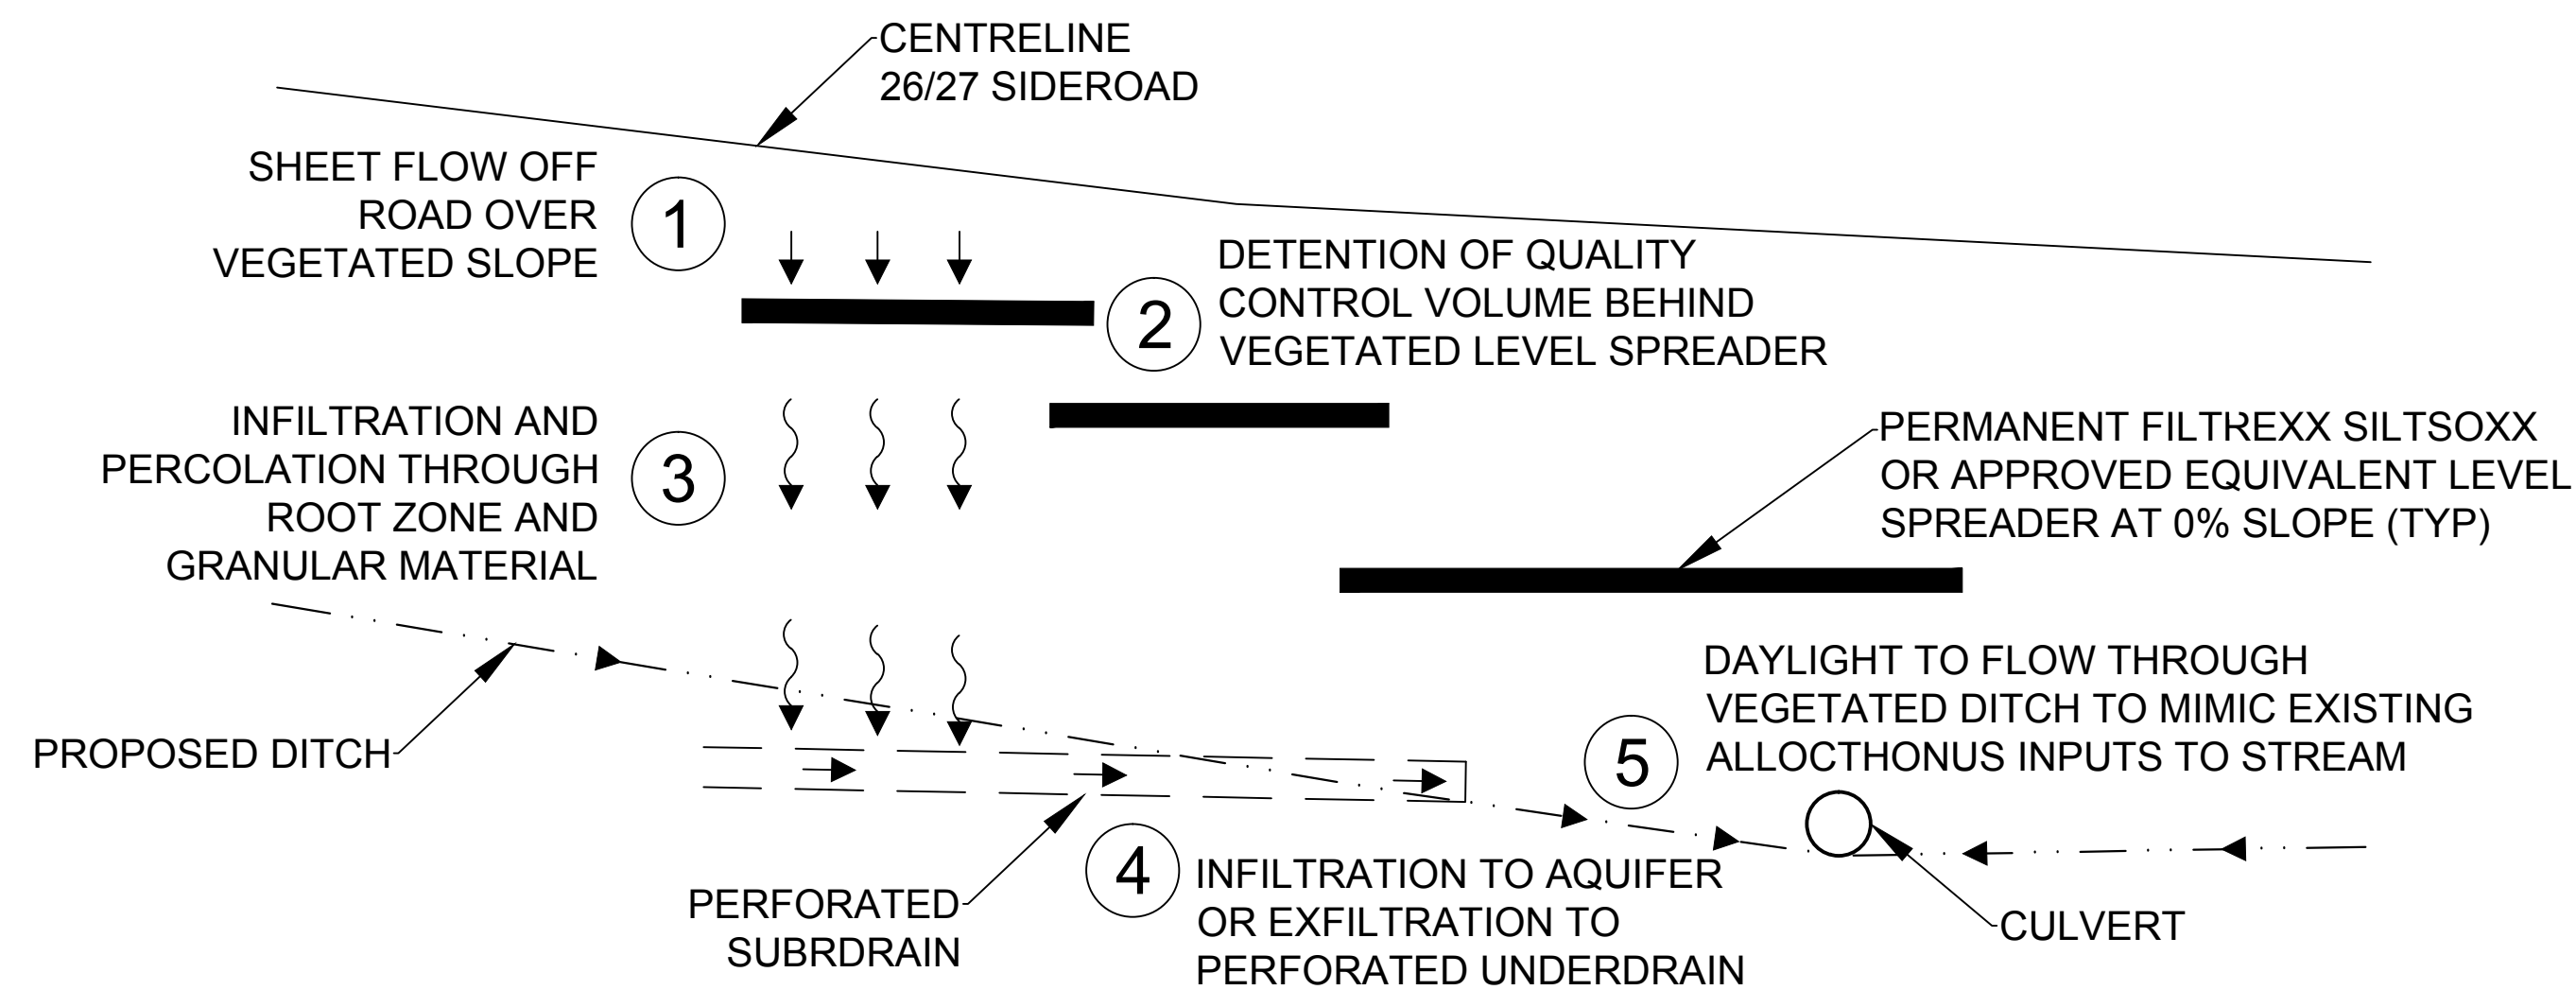 CENTRELINE
26/27 SIDEROAD
SHEET FLOW OFF
ROAD OVER
VEGETATED SLOPE
1
2
DETENTION OF QUALITY
CONTROL VOLUME BEHIND
VEGETATED LEVEL SPREADER
INFILTRATION AND
PERCOLATION THROUGH
ROOT ZONE AND
GRANULAR MATERIAL
3
PERMANENT FILTREXX SILTSOXX
OR APPROVED EQUIVALENT LEVEL
SPREADER AT 0% SLOPE (TYP)
PROPOSED DITCH
5
DAYLIGHT TO FLOW THROUGH
VEGETATED DITCH TO MIMIC EXISTING
ALLOCTHONUS INPUTS TO STREAM
PERFORATED
SUBRDRAIN
4
INFILTRATION TO AQUIFER
OR EXFILTRATION TO
PERFORATED UNDERDRAIN
CULVERT